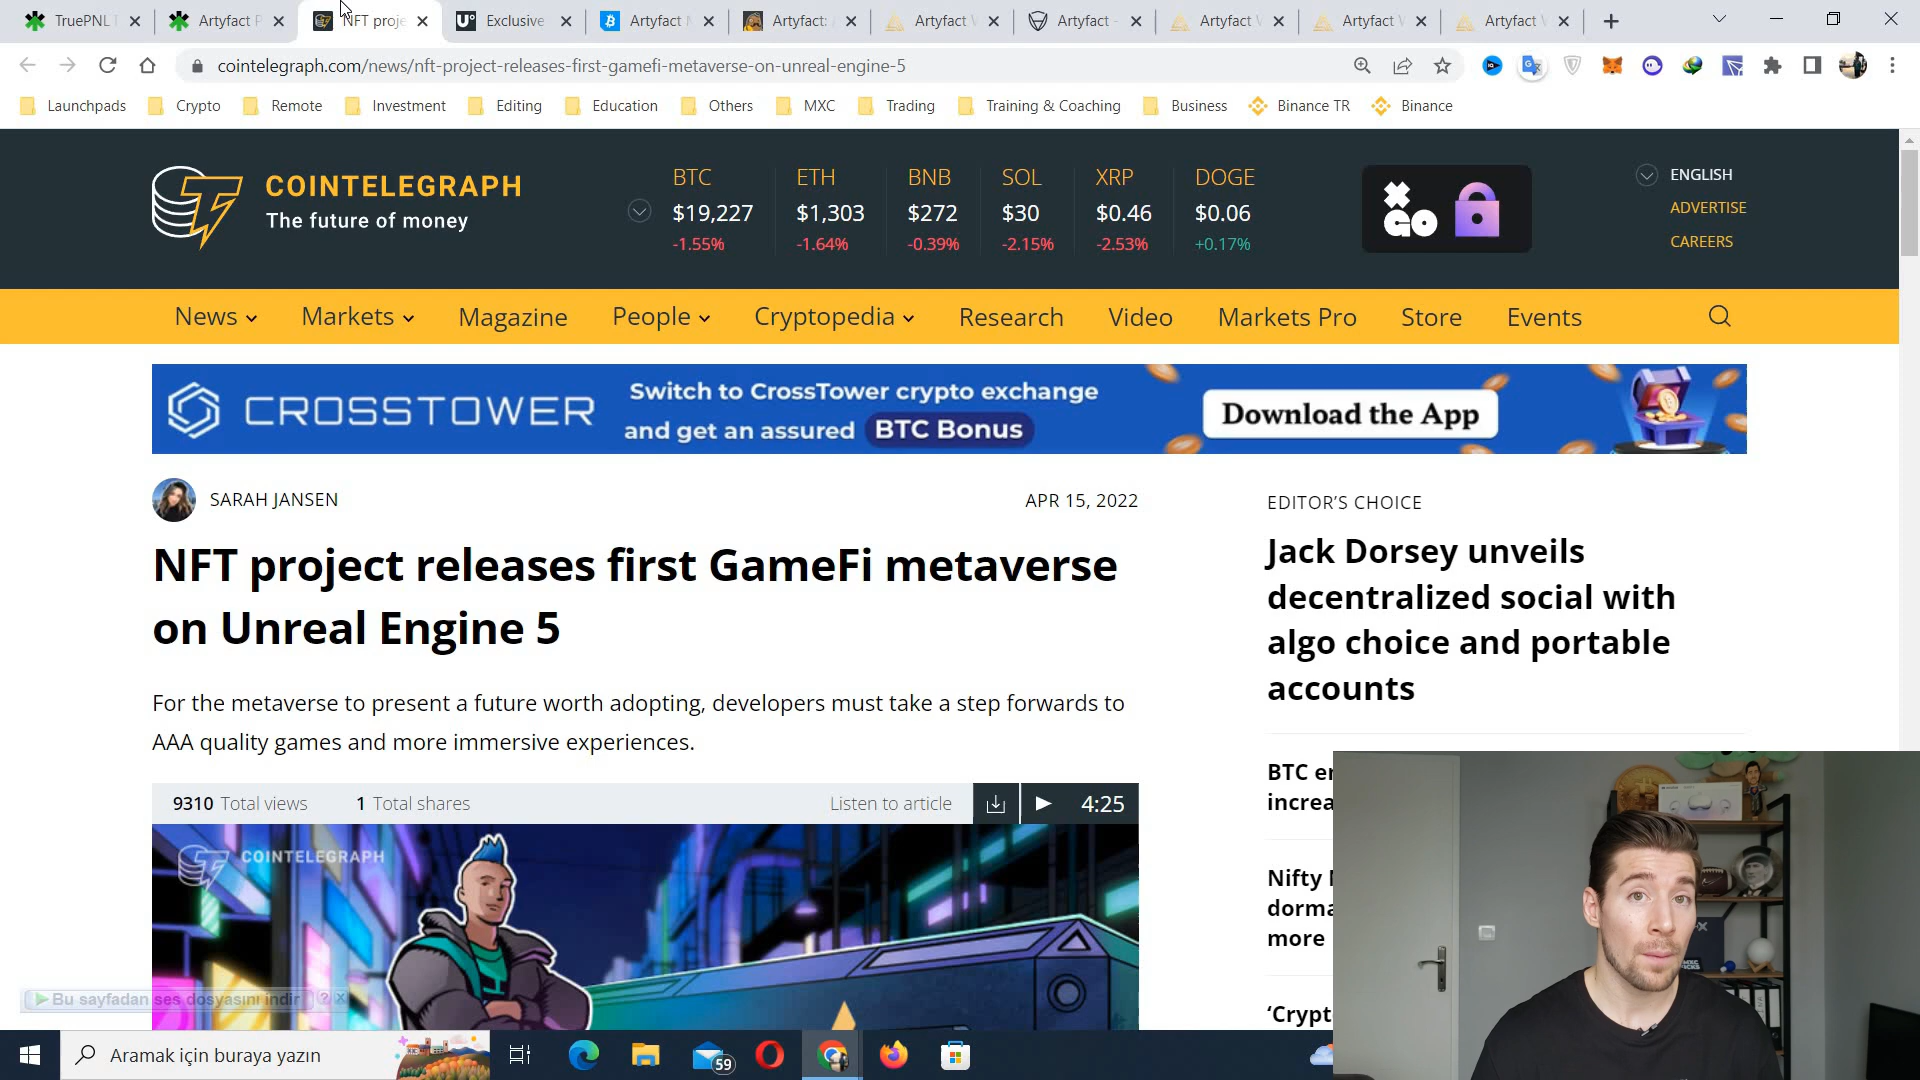 TruePNL
Artyfact
NFT proje
Exclusive
Artyfact
Artyfact:
Artyfact
Artyfact
Artyfact
Artyfact
Artyfact
cointelegraph.com/news/nft-project-releases-first-gamefi-metaverse-on-unreal-engine-5
Launchpads Crypto Remote Investment Editing Education Others MXC Trading Training & Coaching Business Binance TR Binance
COINTELEGRAPH
The future of money
BTC ETH BNB SOL XRP DOGE
$19,227 $1,303 $272 $30 $0.46 $0.06
-1.55% -1.64% -0.39% -2.15% -2.53% +0.17%
ENGLISH
ADVERTISE
CAREERS
News Markets Magazine People Cryptopedia Research Video Markets Pro Store Events
CROSSTOWER
Switch to CrossTower crypto exchange
and get an assured BTC Bonus
Download the App
SARAH JANSEN
APR 15, 2022
NFT project releases first GameFi metaverse
on Unreal Engine 5
For the metaverse to present a future worth adopting, developers must take a step forwards to
AAA quality games and more immersive experiences.
9310 Total views 1 Total shares Listen to article 4:25
COINTELEGRAPH
EDITOR'S CHOICE
Jack Dorsey unveils
decentralized social with
algo choice and portable
accounts
BTC
increa
Nifty
dorma
more
‘Crypt
Bu sayfadan ses dosyasını indir ? X
Aramak için buraya yazın
59